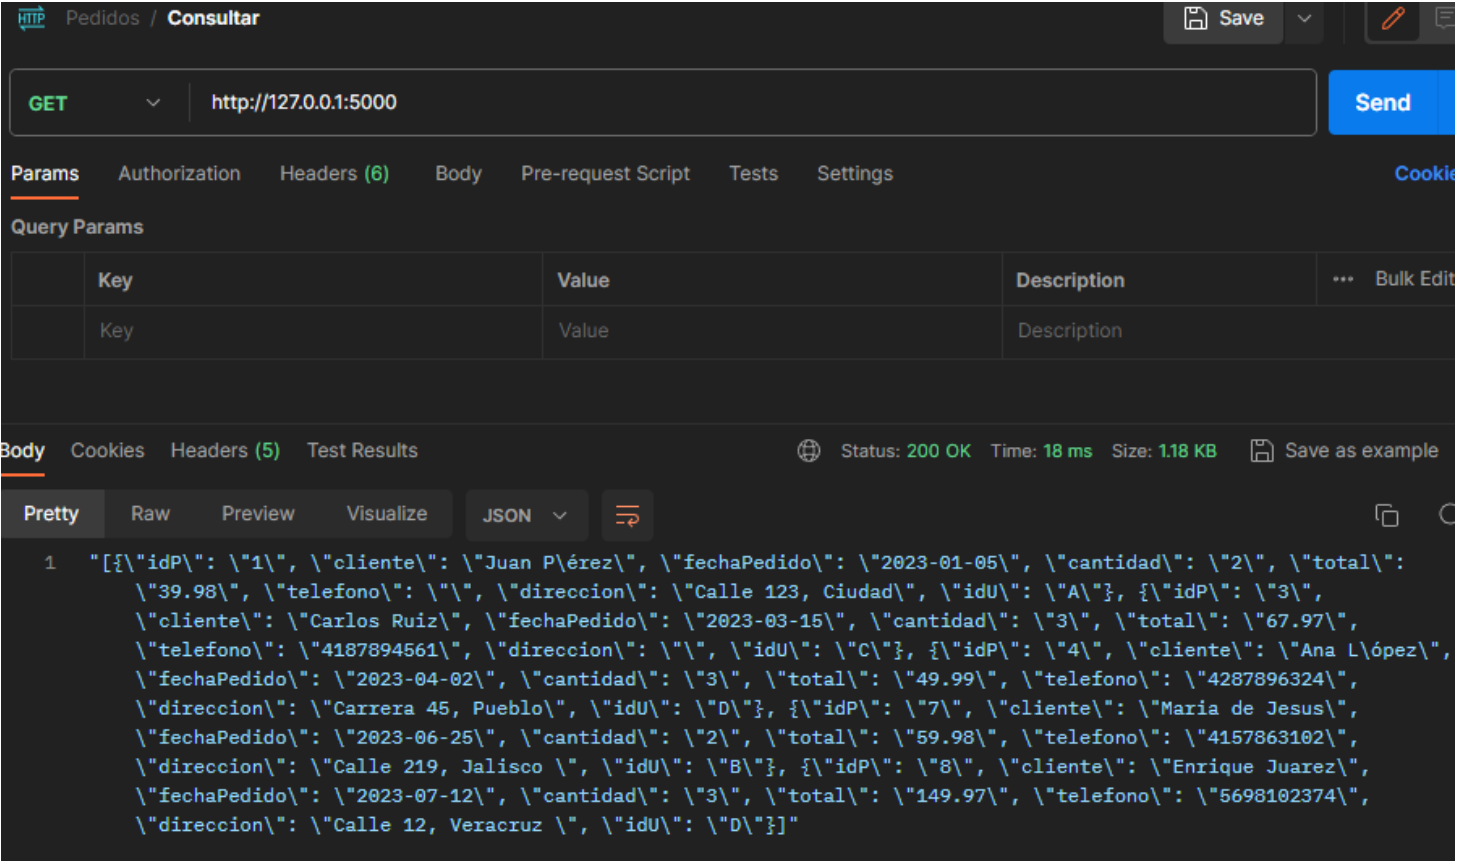 HTTP Pedidos / Consultar
Save
GET http://127.0.0.1:5000
Send
Params Authorization Headers (6) Body Pre-request Script Tests Settings
Query Params
Key Value Description ••• Bulk Edit
Key Value Description
Body Cookies Headers (5) Test Results Status: 200 OK Time: 18 ms Size: 1.18 KB Save as example
Pretty Raw Preview Visualize JSON
1 "[{\"idP\": \"1\", \"cliente\": \"Juan P\érez\", \"fechaPedido\": \"2023-01-05\", \"cantidad\": \"2\", \"total\":
\"39.98\", \"telefono\": \"\", \"direccion\": \"Calle 123, Ciudad\", \"idU\": \"A\"}, {\"idP\": \"3\",
\"cliente\": \"Carlos Ruiz\", \"fechaPedido\": \"2023-03-15\", \"cantidad\": \"3\", \"total\": \"67.97\",
\"telefono\": \"4187894561\", \"direccion\": \"\", \"idU\": \"C\"}, {\"idP\": \"4\", \"cliente\": \"Ana L\ópez\",
\"fechaPedido\": \"2023-04-02\", \"cantidad\": \"3\", \"total\": \"49.99\", \"telefono\": \"4287896324\",
\"direccion\": \"Carrera 45, Pueblo\", \"idU\": \"D\"}, {\"idP\": \"7\", \"cliente\": \"Maria de Jesus\",
\"fechaPedido\": \"2023-06-25\", \"cantidad\": \"2\", \"total\": \"59.98\", \"telefono\": \"4157863102\",
\"direccion\": \"Calle 219, Jalisco \", \"idU\": \"B\"}, {\"idP\": \"8\", \"cliente\": \"Enrique Juarez\",
\"fechaPedido\": \"2023-07-12\", \"cantidad\": \"3\", \"total\": \"149.97\", \"telefono\": \"5698102374\",
\"direccion\": \"Calle 12, Veracruz \", \"idU\": \"D\"}]"